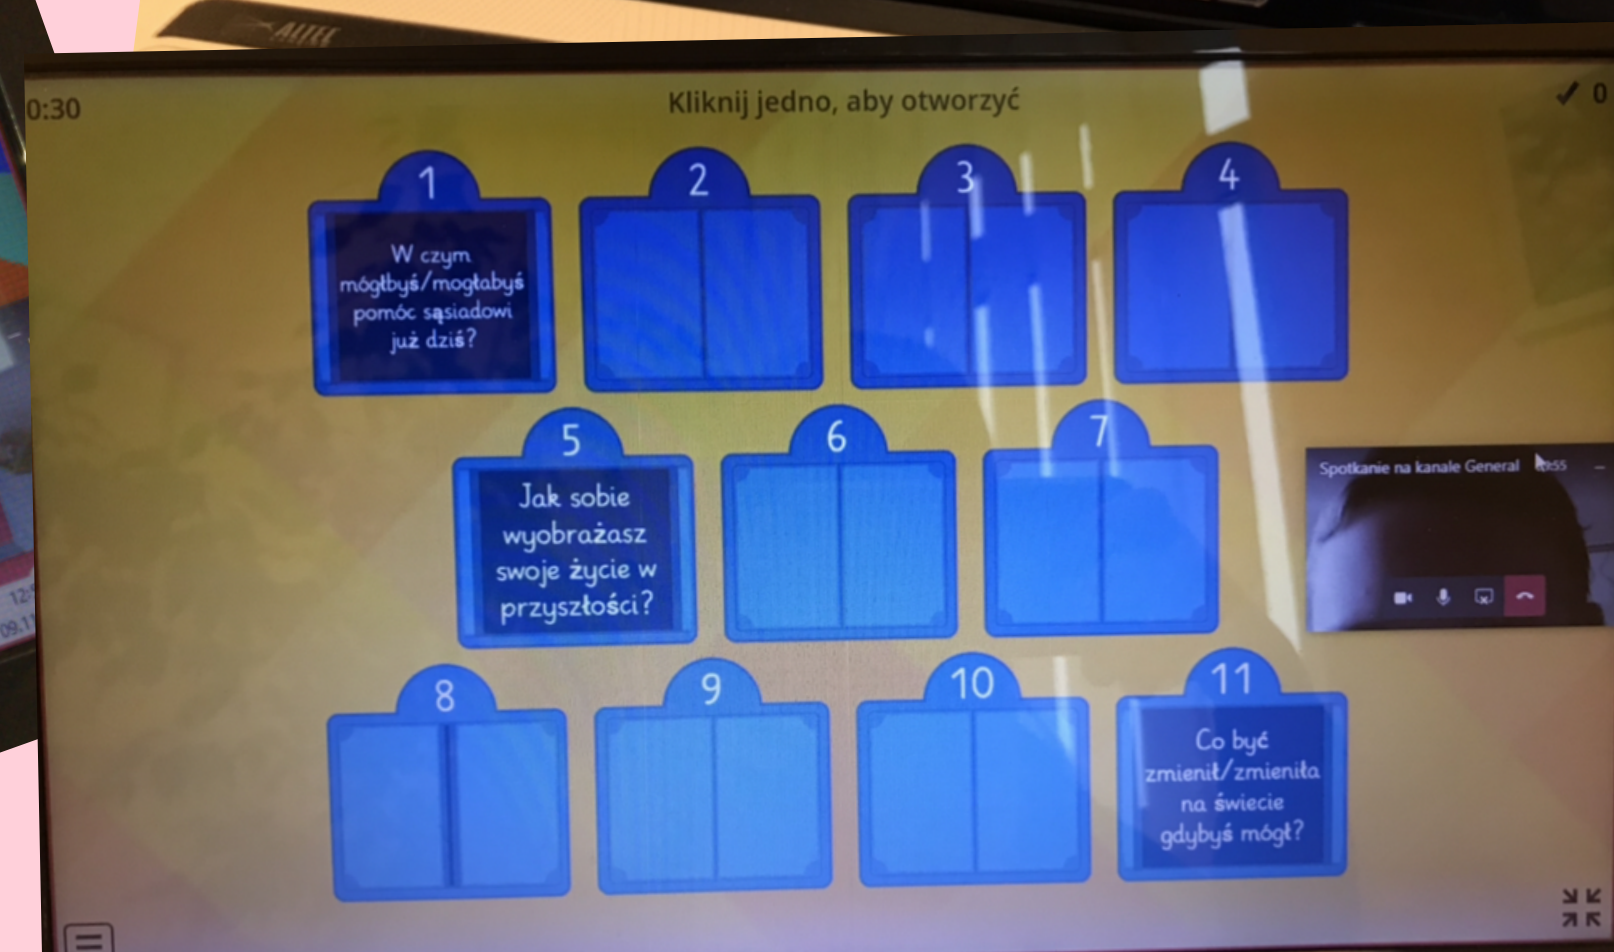 ALTEC
0:30
Kliknij jedno, aby otworzyć
✓ 0
1
W czym
mógłbyś/mogłabyś
pomóc sąsiadowi
już dziś?
2
3
4
5
Jak sobie
wyobrażasz
swoje życie w
przyszłości?
6
7
Spotkanie na kanale General
8
9
10
11
Co być
zmienił/zmieniła
na świecie
gdybyś mógł?